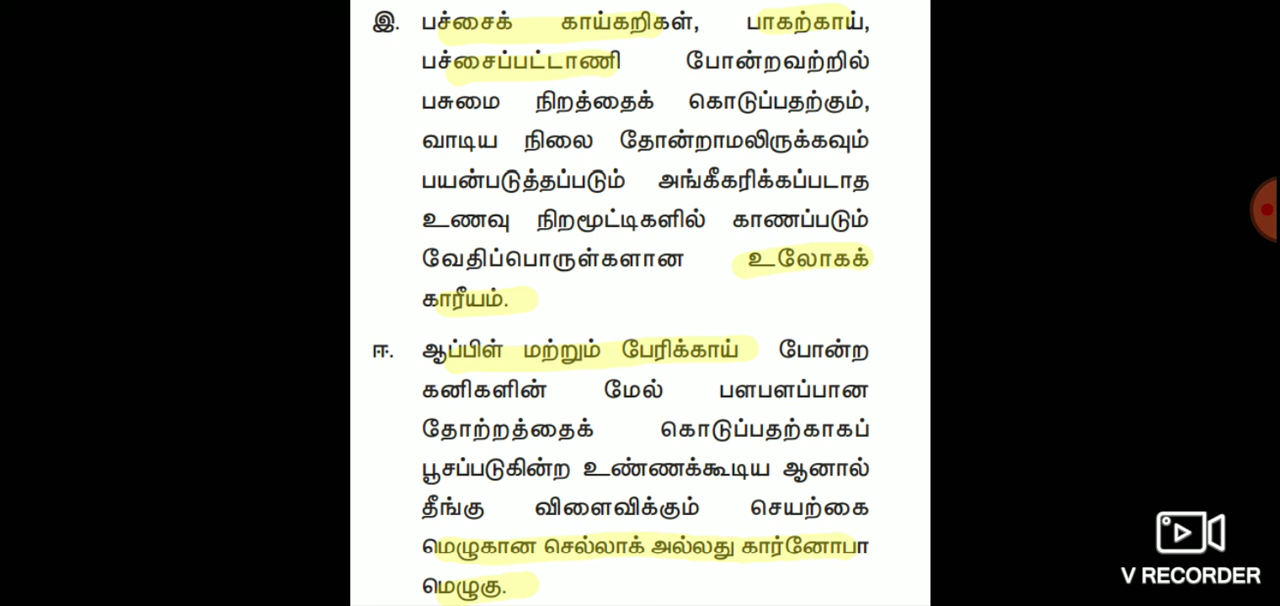 இ. பச்சைக் காய்கறிகள், பாகற்காய்,
பச்சைப்பட்டாணி போன்றவற்றில்
பசுமை நிறத்தைக் கொடுப்பதற்கும்,
வாடிய நிலை தோன்றாமலிருக்கவும்
பயன்படுத்தப்படும் அங்கீகரிக்கப்படாத
உணவு நிறமூட்டிகளில் காணப்படும்
வேதிப்பொருள்களான உலோகக்
காரீயம்.
ஈ. ஆப்பிள் மற்றும் பேரிக்காய் போன்ற
கனிகளின் மேல் பளபளப்பான
தோற்றத்தைக் கொடுப்பதற்காகப்
பூசப்படுகின்ற உண்ணக்கூடிய ஆனால்
தீங்கு விளைவிக்கும் செயற்கை
மெழுகான செல்லாக் அல்லது கார்னோபா
மெழுகு.
V RECORDER